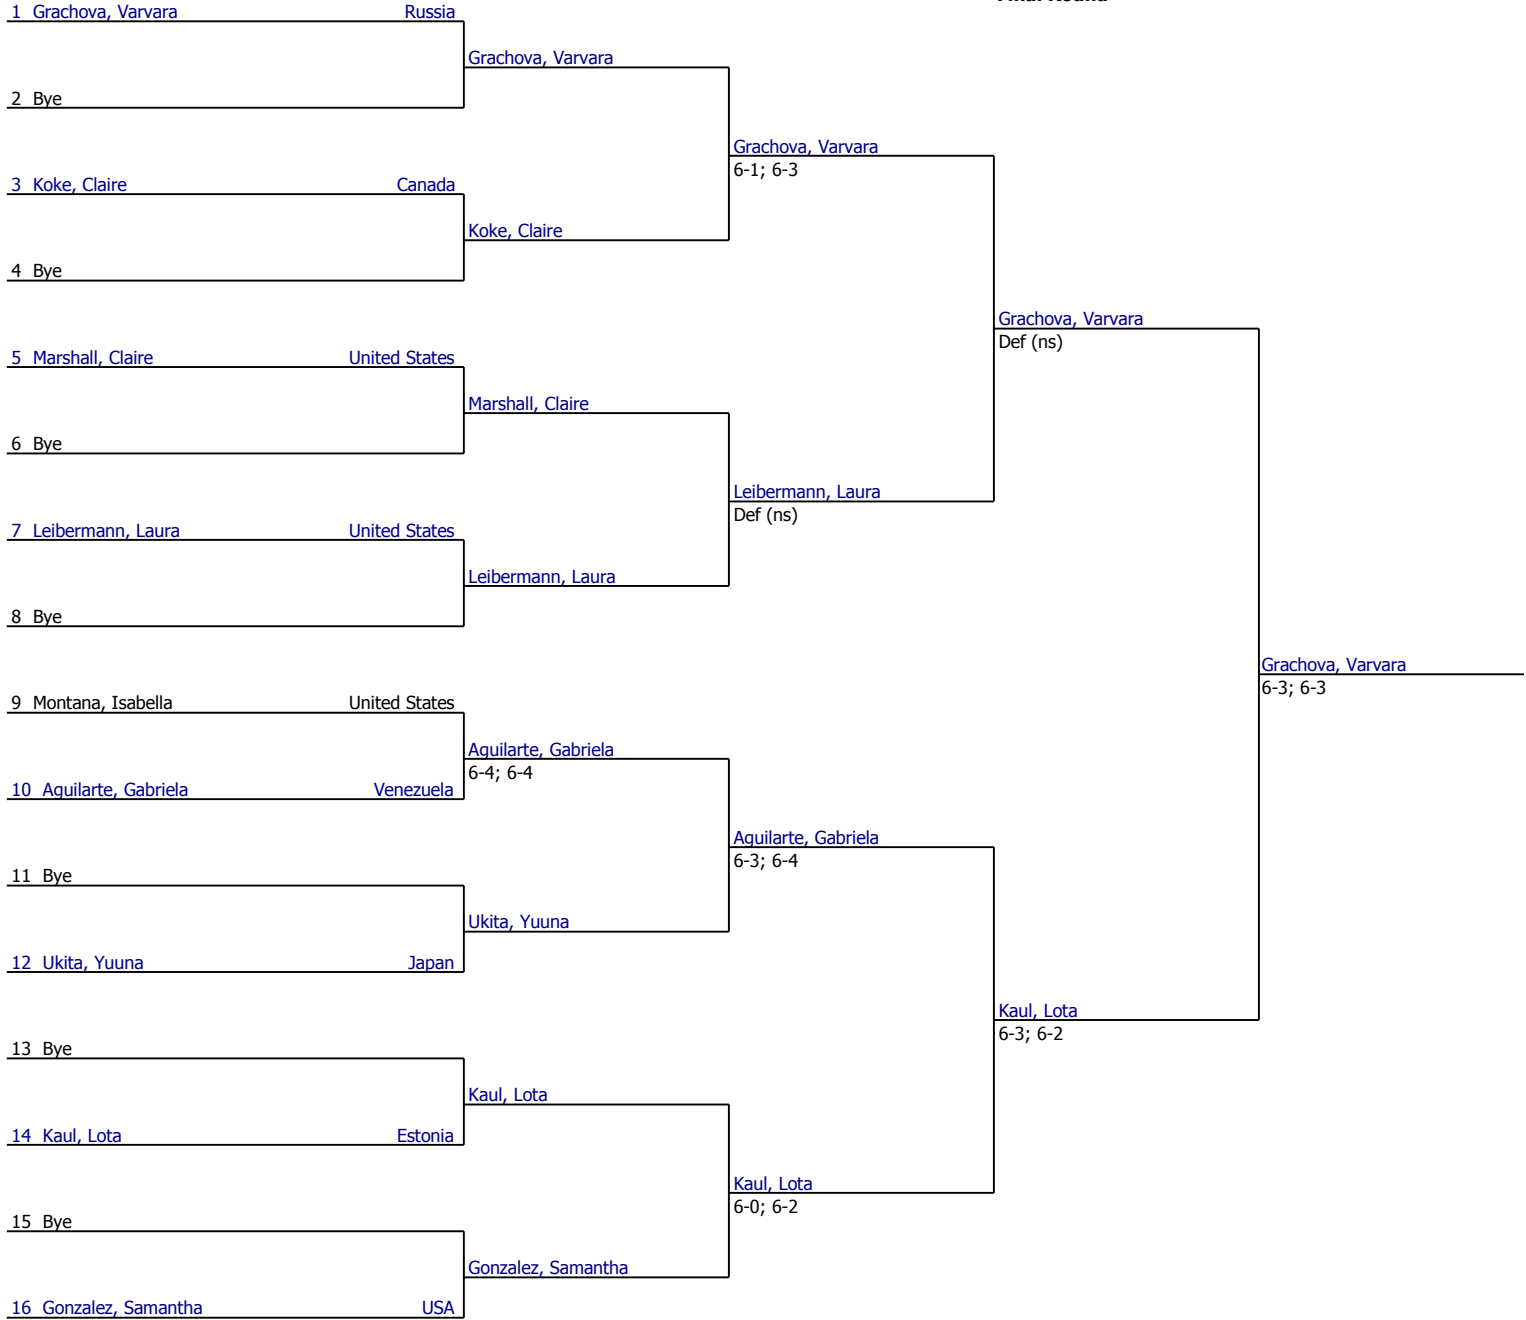 Final Round
1 Grachova, Varvara Russia
Grachova, Varvara
2 Bye
Grachova, Varvara
6-1; 6-3
3 Koke, Claire Canada
Koke, Claire
4 Bye
Grachova, Varvara
Def (ns)
5 Marshall, Claire United States
Marshall, Claire
6 Bye
Leibermann, Laura
Def (ns)
7 Leibermann, Laura United States
Leibermann, Laura
8 Bye
Grachova, Varvara
6-3; 6-3
9 Montana, Isabella United States
Aguilarte, Gabriela
6-4; 6-4
10 Aguilarte, Gabriela Venezuela
Aguilarte, Gabriela
6-3; 6-4
11 Bye
Ukita, Yuuna
12 Ukita, Yuuna Japan
Kaul, Lota
6-3; 6-2
13 Bye
Kaul, Lota
14 Kaul, Lota Estonia
Kaul, Lota
6-0; 6-2
15 Bye
Gonzalez, Samantha
16 Gonzalez, Samantha USA